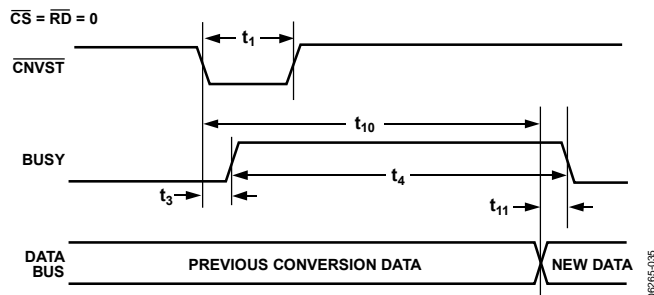 CS = RD = 0
CNVST
t1
t10
BUSY
t3
t4
t11
DATA
BUS
PREVIOUS CONVERSION DATA
NEW DATA
06265-035